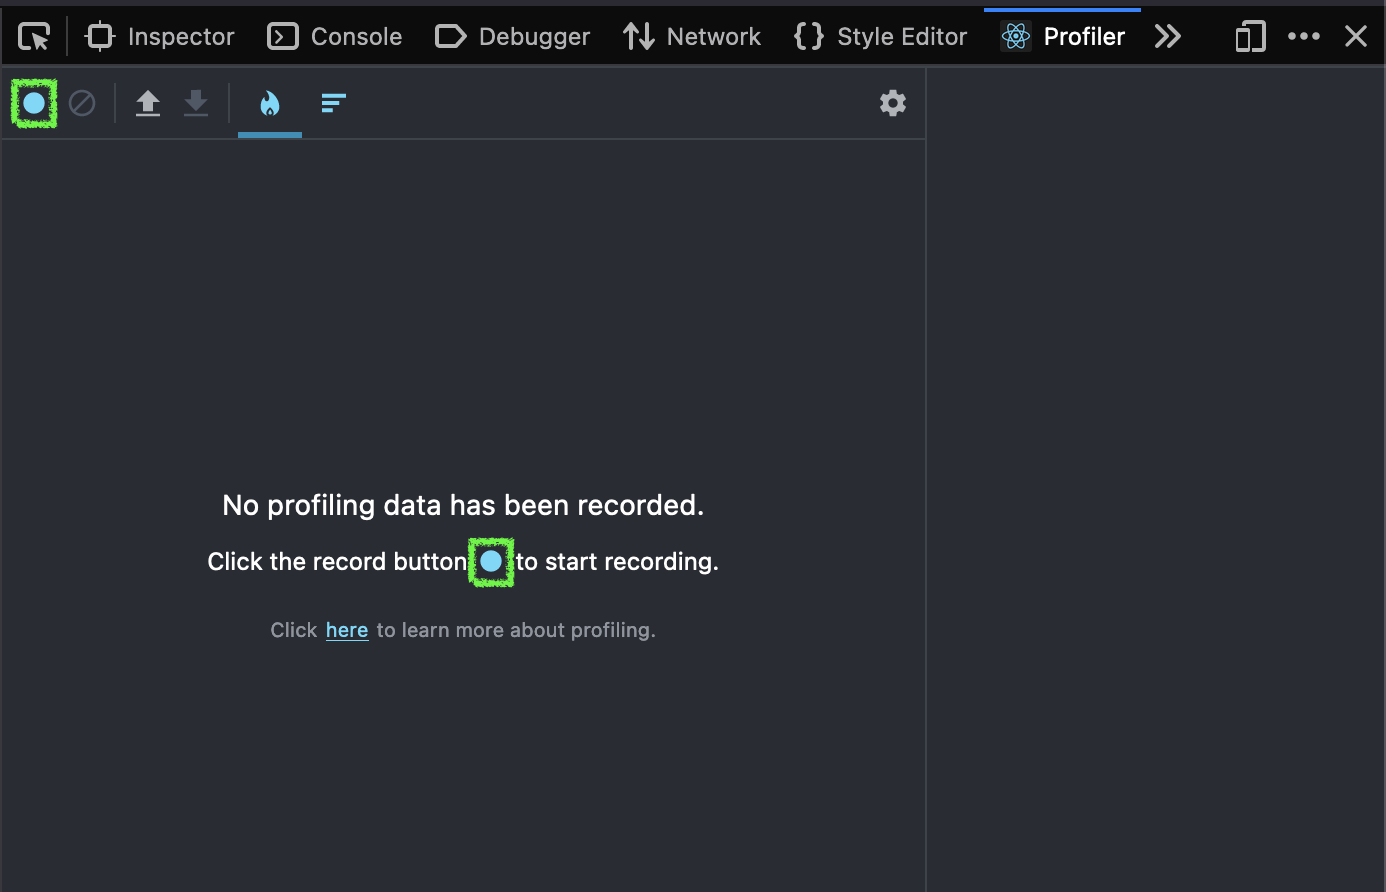 Inspector Console Debugger Network Style Editor Profiler
No profiling data has been recorded.
Click the record button to start recording.
Click here to learn more about profiling.